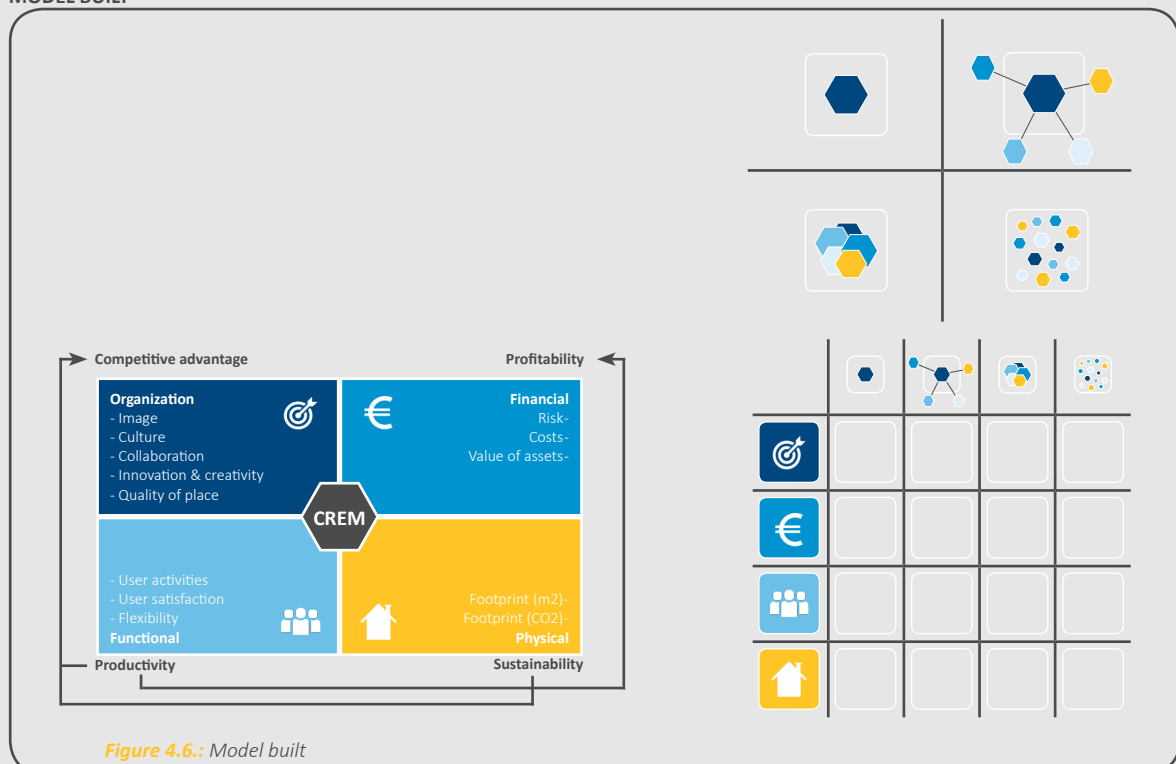 MODEL BUILT
Competitive advantage
Profitability
Organization
- Image
- Culture
- Collaboration
- Innovation & creativity
- Quality of place
€
Financial
Risk-
Costs-
Value of assets-
CREM
- User activities
- User satisfaction
- Flexibility
Functional
Footprint (m2)-
Footprint (CO2)-
Physical
Productivity
Sustainability
€
Figure 4.6.: Model built